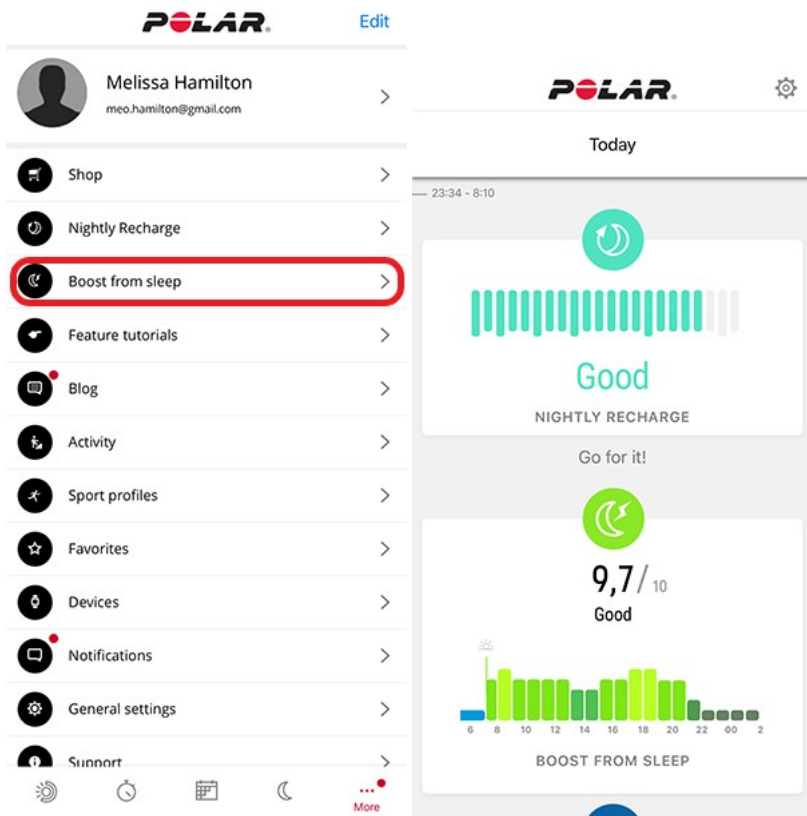 POLAR.
Edit
Melissa Hamilton
meo.hamilton@gmail.com
Shop
Nightly Recharge
Boost from sleep
Feature tutorials
Blog
Activity
Sport profiles
Favorites
Devices
Notifications
General settings
Support
More
POLAR.
Today
23:34 - 8:10
Good
NIGHTLY RECHARGE
Go for it!
9,7/10
Good
6 8 10 12 14 16 18 20 22 00 2
BOOST FROM SLEEP